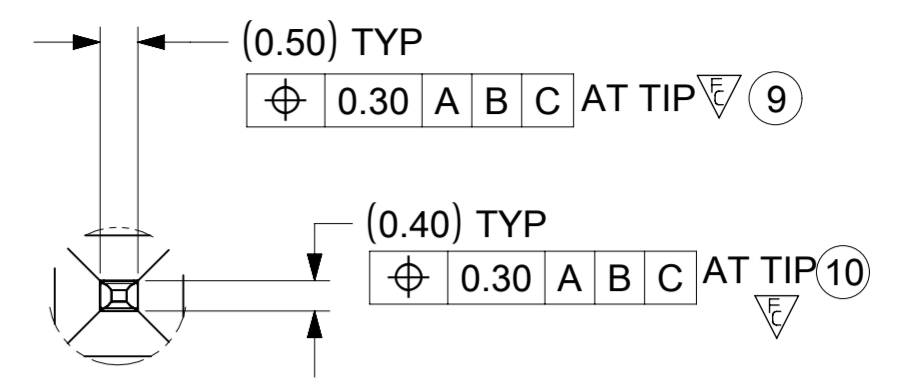 (0.50) TYP
⌖ 0.30 A B C AT TIP FC 9
(0.40) TYP
⌖ 0.30 A B C AT TIP 10
FC